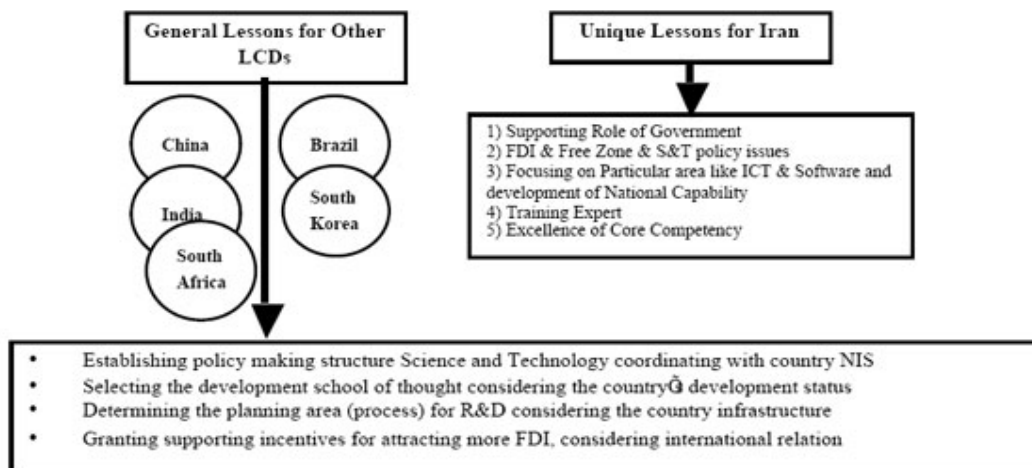 General Lessons for Other
LCDs
Unique Lessons for Iran
China
Brazil
India
South
Korea
South
Africa
1) Supporting Role of Government
2) FDI & Free Zone & S&T policy issues
3) Focusing on Particular area like ICT & Software and
development of National Capability
4) Training Expert
5) Excellence of Core Competency
• Establishing policy making structure Science and Technology coordinating with country NIS
• Selecting the development school of thought considering the countryÕs development status
• Determining the planning area (process) for R&D considering the country infrastructure
• Granting supporting incentives for attracting more FDI, considering international relation